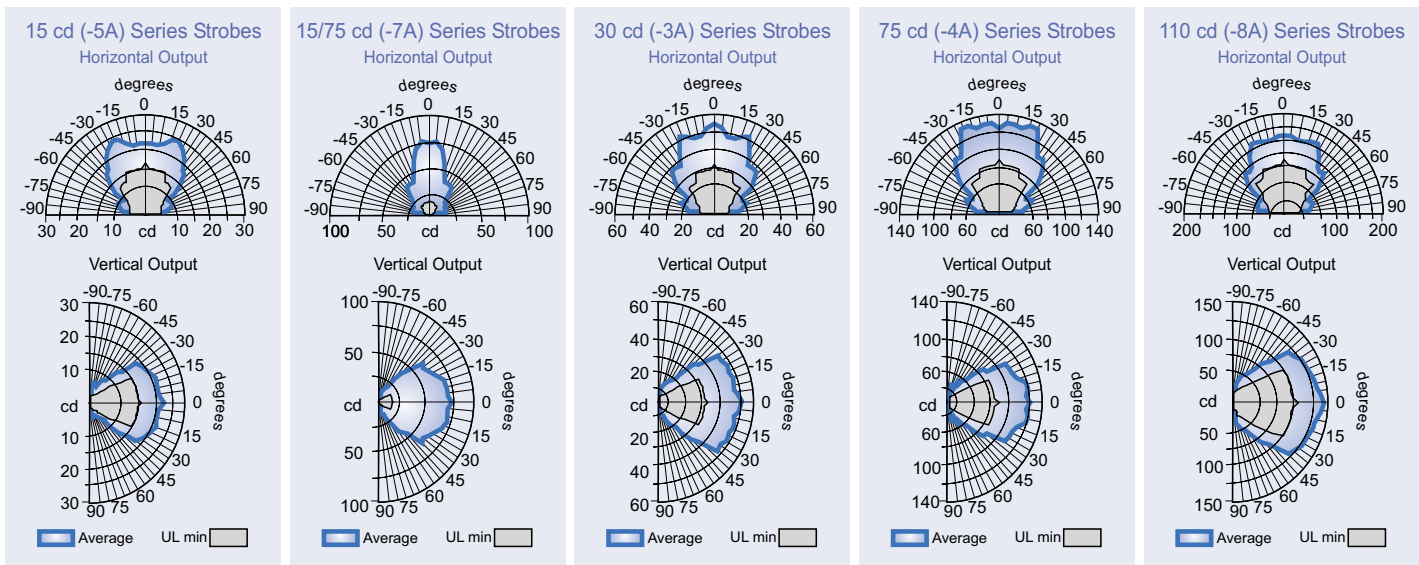 15 cd (-5A) Series Strobes
Horizontal Output
degrees
0
-15 15
-30 30
-45 45
-60 60
-75 75
-90 90
30 20 10 cd 10 20 30
Vertical Output
30 -90 -75 -60
20 -45
-30
10 -15
cd 0 degrees
10 15
20 30
45
30 90 75 60
Average UL min
15/75 cd (-7A) Series Strobes
Horizontal Output
degrees
0
-15 15
-30 30
-45 45
-60 60
-75 75
-90 90
100 50 cd 50 100
Vertical Output
100 -90 -75 -60
-45
50 -30
-15
cd 0 degrees
15
50 30
45
100 90 75 60
Average UL min
30 cd (-3A) Series Strobes
Horizontal Output
degrees
0
-15 15
-30 30
-45 45
-60 60
-75 75
-90 90
60 40 20 cd 20 40 60
Vertical Output
60 -90 -75 -60
40 -45
-30
20 -15
cd 0 degrees
20 15
40 30
45
60 90 75 60
Average UL min
75 cd (-4A) Series Strobes
Horizontal Output
degrees
0
-15 15
-30 30
-45 45
-60 60
-75 75
-90 90
140 100 60 cd 60 100 140
Vertical Output
140 -90 -75 -60
100 -45
-30
60 -15
cd 0 degrees
60 15
100 30
45
140 90 75 60
Average UL min
110 cd (-8A) Series Strobes
Horizontal Output
degrees
0
-15 15
-30 30
-45 45
-60 60
-75 75
-90 90
200 100 cd 100 200
Vertical Output
150 -90 -75 -60
100 -45
-30
50 -15
cd 0 degrees
50 15
100 30
45
150 90 75 60
Average UL min